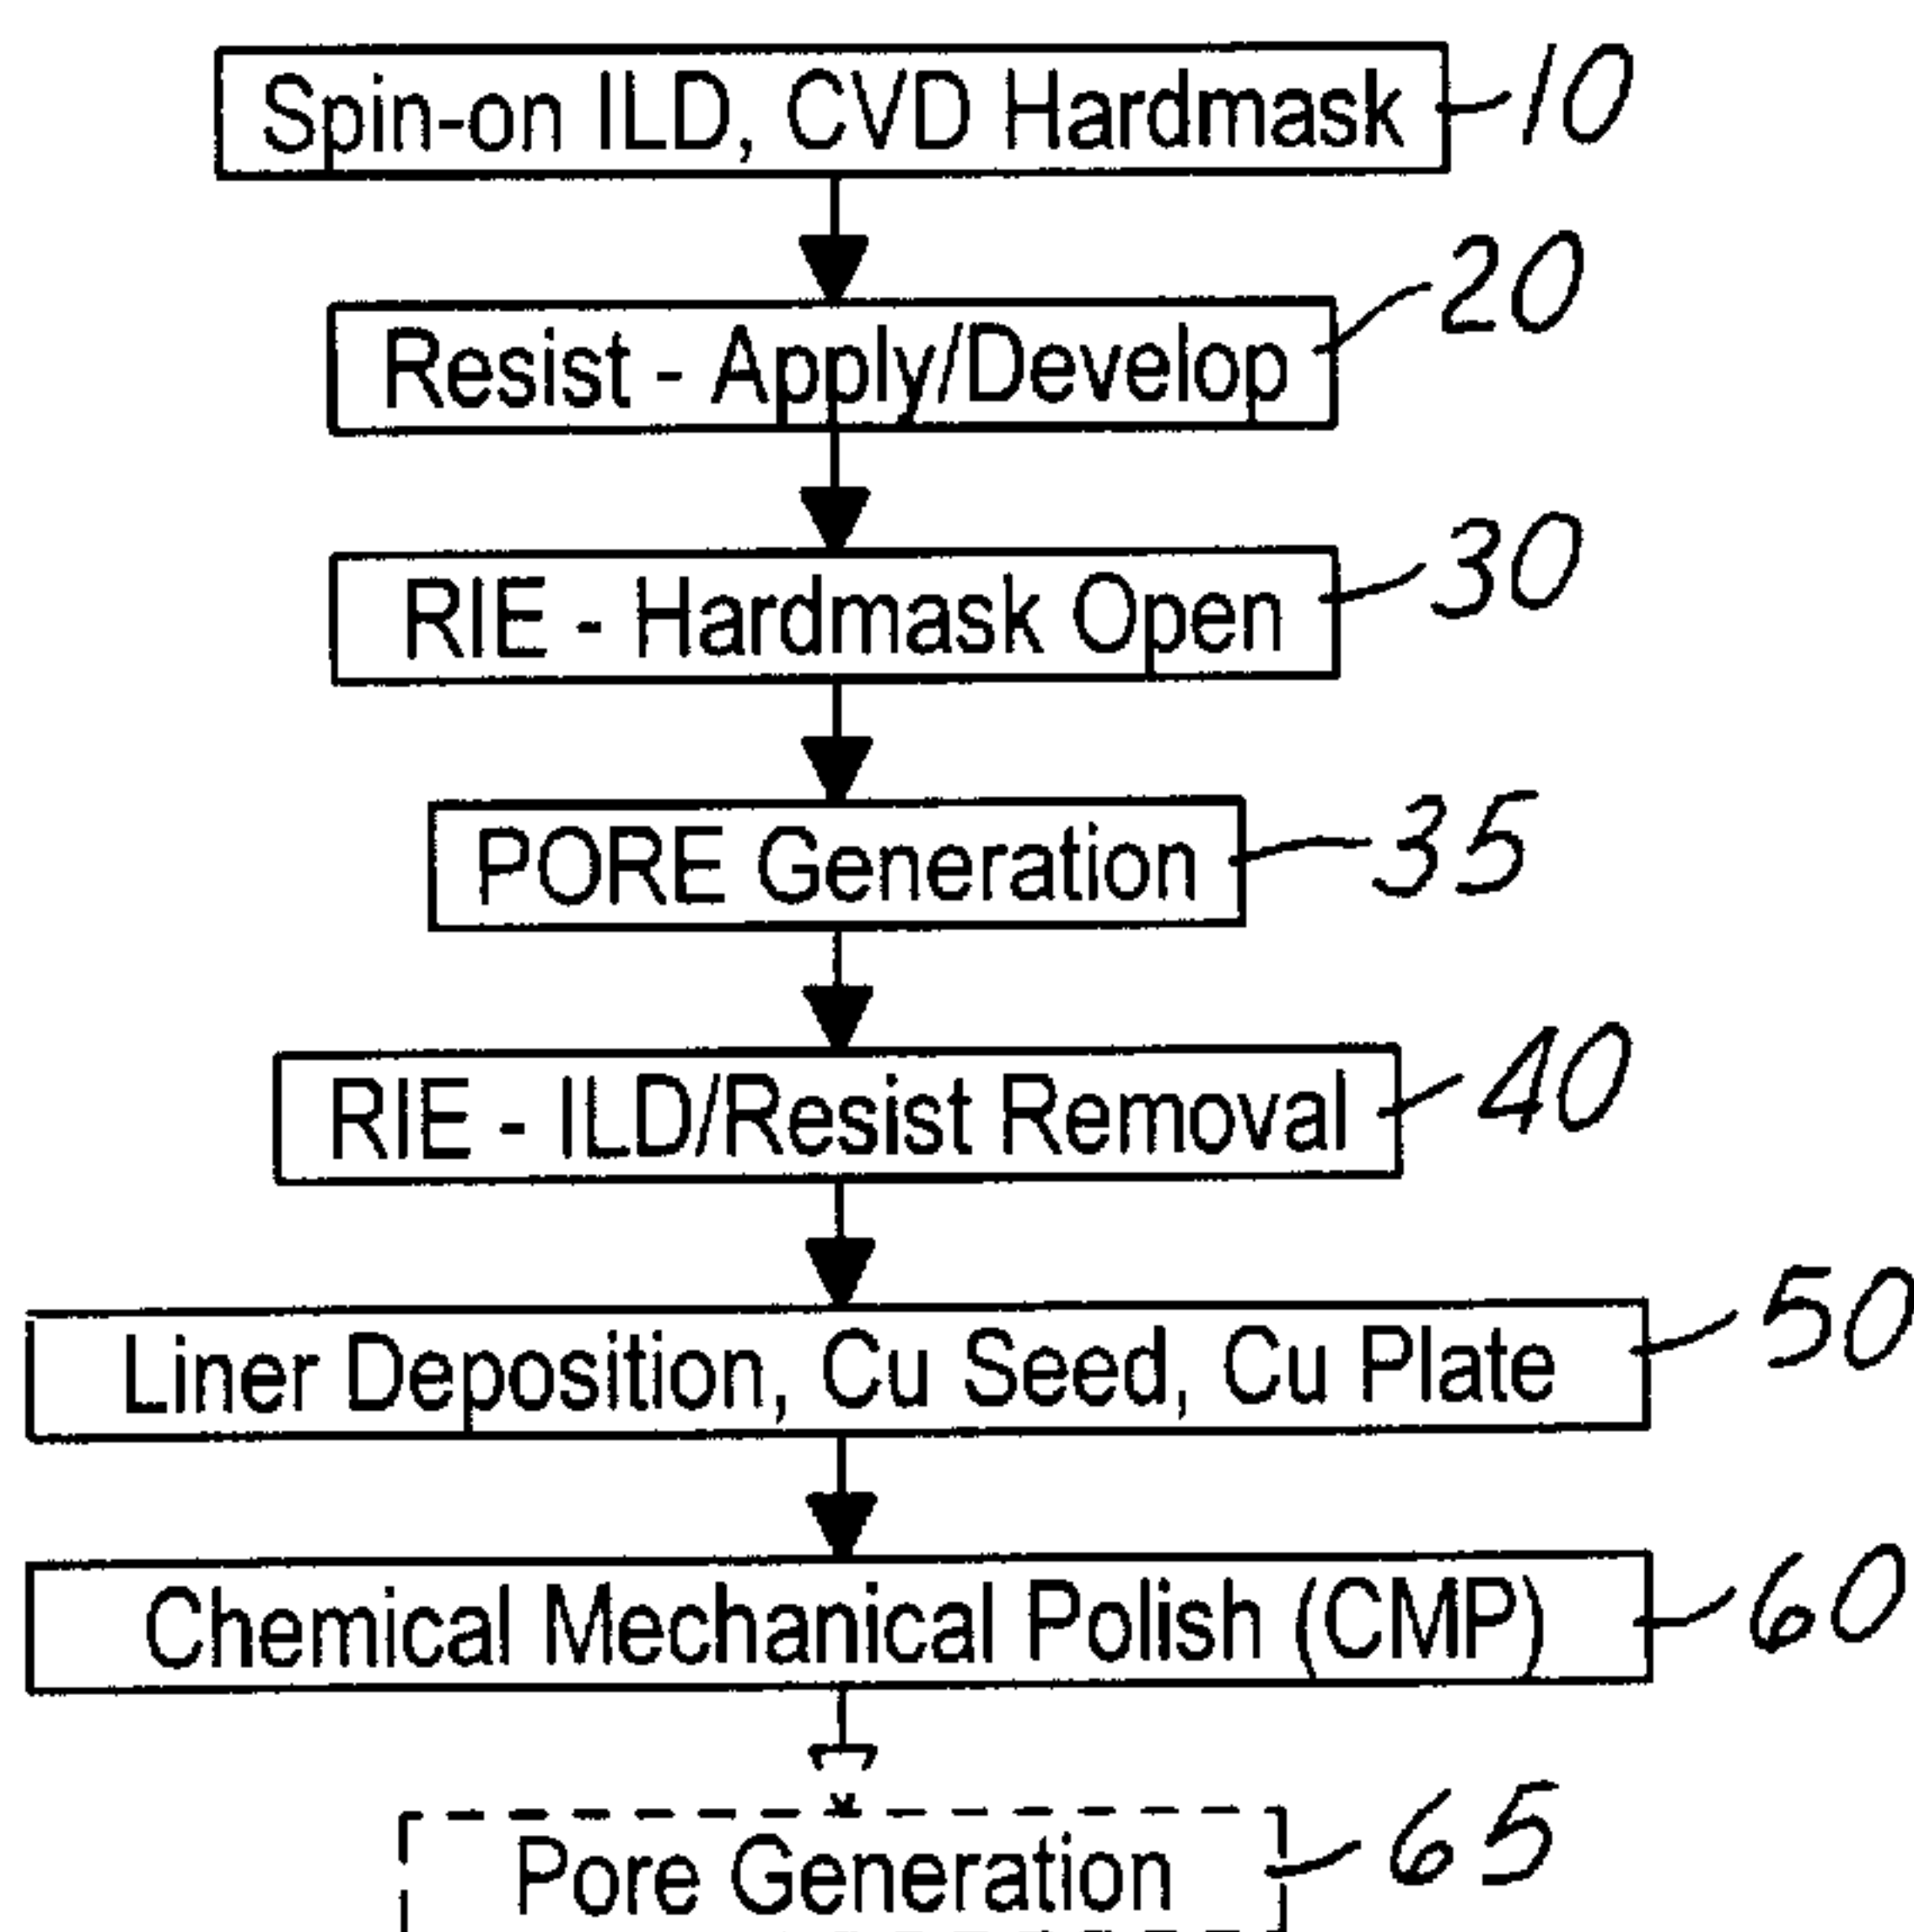 Spin-on ILD, CVD Hardmask 10
Resist - Apply/Develop 20
RIE - Hardmask Open 30
PORE Generation 35
RIE - ILD/Resist Removal 40
Liner Deposition, Cu Seed, Cu Plate 50
Chemical Mechanical Polish (CMP) 60
Pore Generation 65